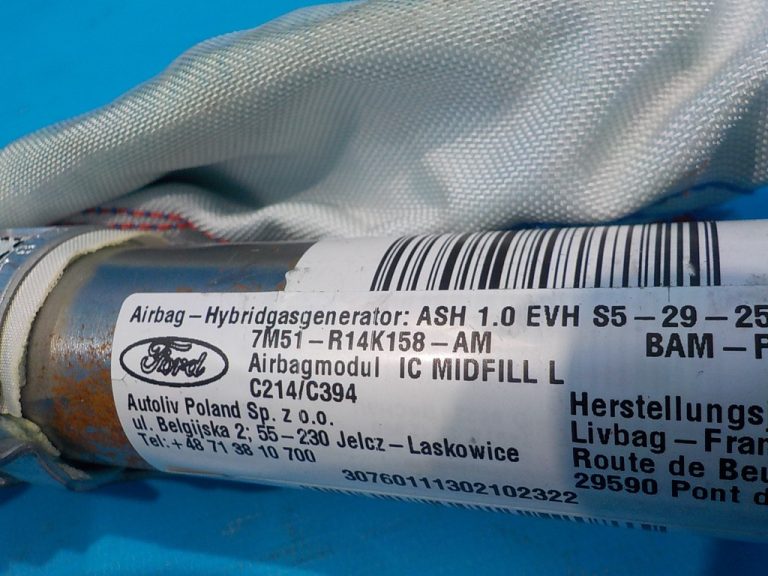 Airbag-Hybridgasgenerator: ASH 1.0 EVH S5-29-25
7M51-R14K158-AM BAM-P
Ford
Airbagmodul IC MIDFILL L
C214/C394
Autoliv Poland Sp. z o.o.
ul. Belgijska 2; 55-230 Jelcz-Laskowice
Tel: +48 71 38 10 700
30760111302102322
Herstellungs
Livbag-Fran
Route de Beu
29590 Pont d